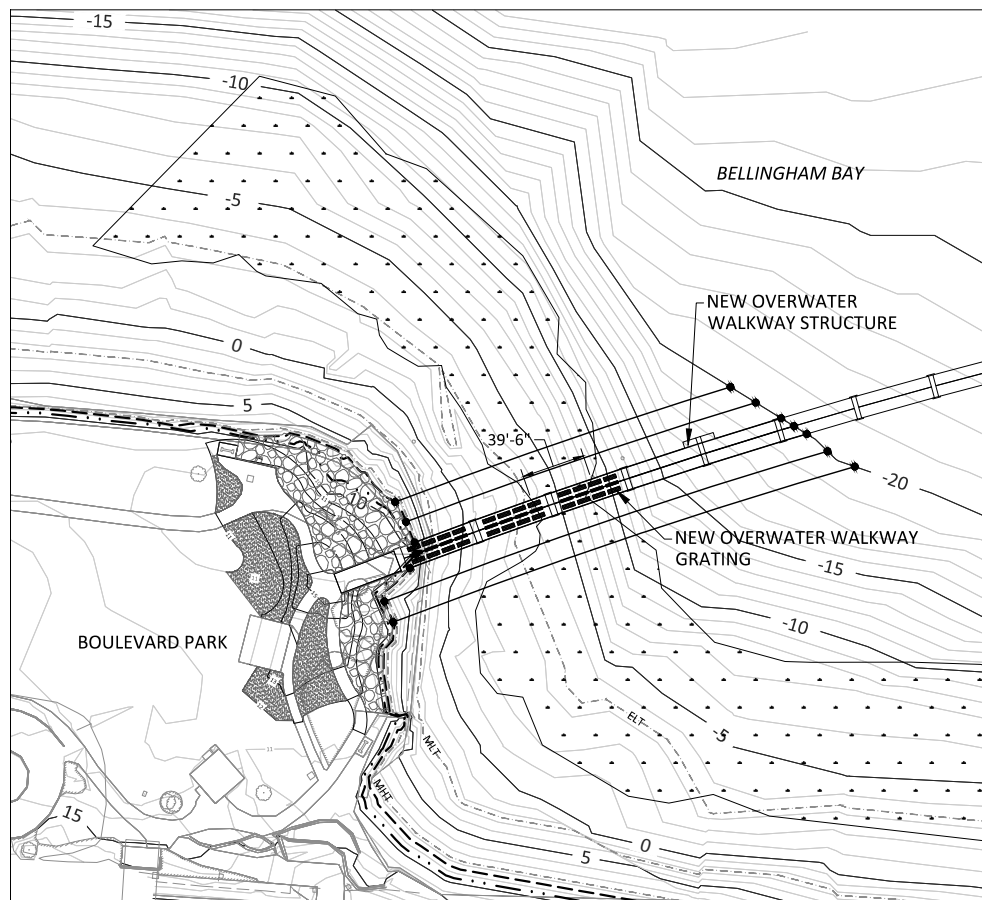 -15
-10
BELLINGHAM BAY
-5
NEW OVERWATER
WALKWAY STRUCTURE
0
5
39'-6"
-20
10
NEW OVERWATER WALKWAY
GRATING
-15
-10
BOULEVARD PARK
ELT
-5
MLT
MHT
15
0
5